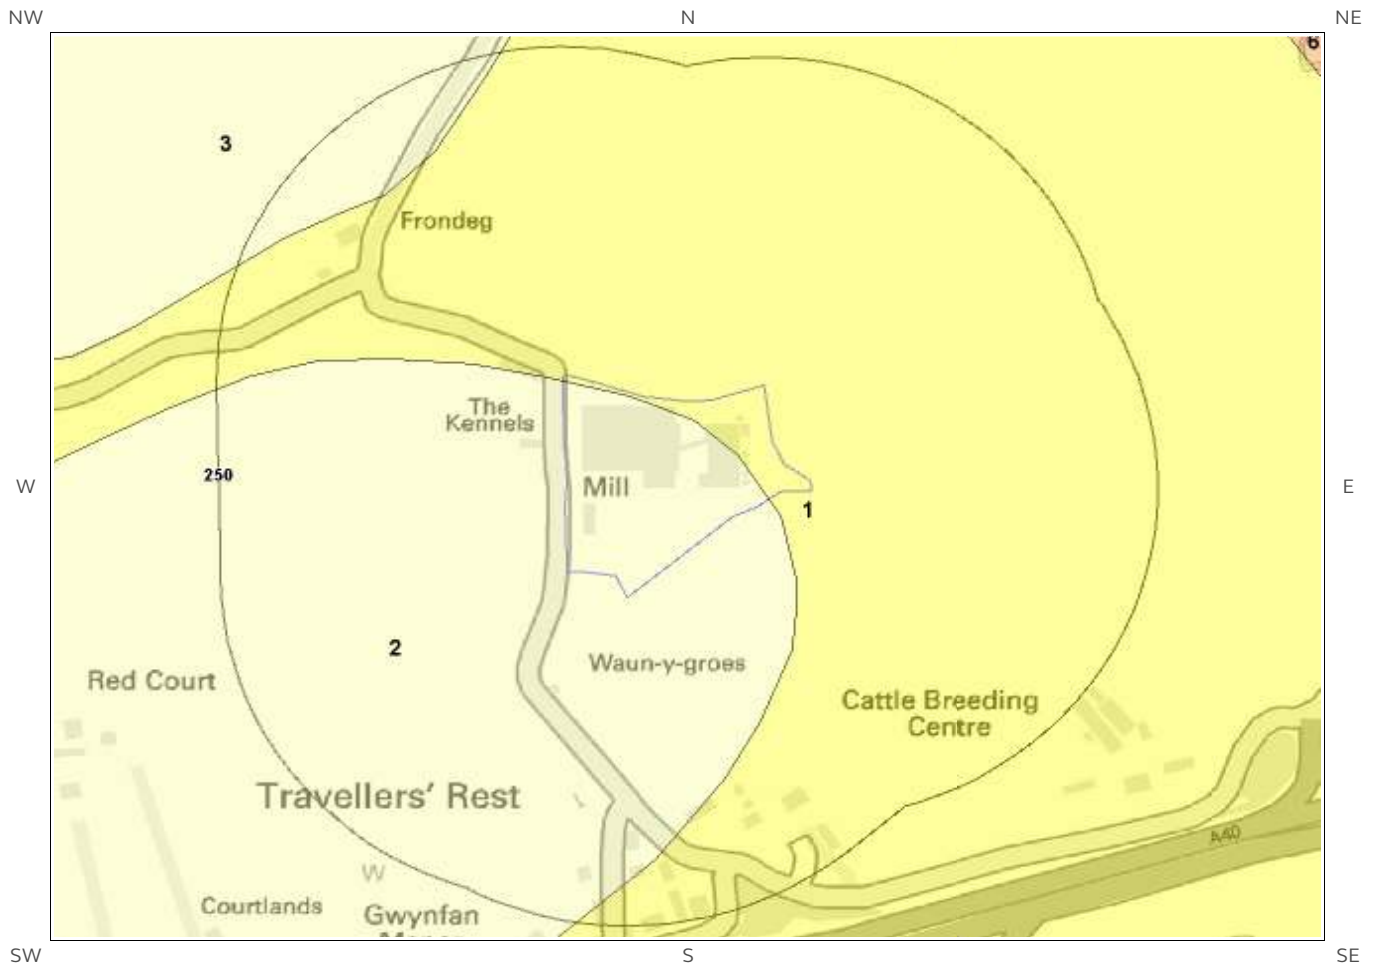 NW
N
NE
6
3
Frondeg
The
Kennels
250
Mill
W
E
1
2
Waun-y-groes
Red Court
Cattle Breeding
Centre
Travellers' Rest
A40
W
Courtlands
Gwynfan
SW
S
SE